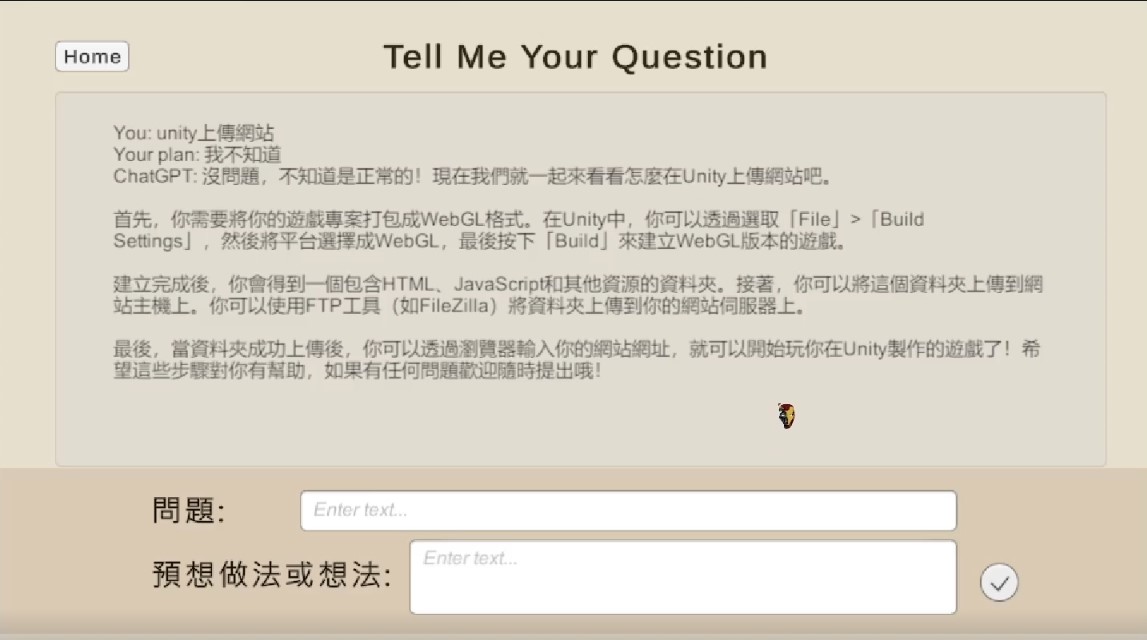 Home
Tell Me Your Question
You: unity上傳網站
Your plan: 我不知道
ChatGPT: 沒問題，不知道是正常的！現在我們就一起來看看怎麼在Unity上傳網站吧。
首先，你需要將你的遊戲專案打包成WebGL格式。在Unity中，你可以透過選取「File」>「Build
Settings」，然後將平台選擇成WebGL，最後按下「Build」來建立WebGL版本的遊戲。
建立完成後，你會得到一個包含HTML、JavaScript和其他資源的資料夾。接著，你可以將這個資料夾上傳到網
站主機上。你可以使用FTP工具（如FileZilla）將資料夾上傳到你的網站伺服器上。
最後，當資料夾成功上傳後，你可以透過瀏覽器輸入你的網站網址，就可以開始玩你在Unity製作的遊戲了！希
望這些步驟對你有幫助，如果有任何問題歡迎隨時提出哦！
問題:
Enter text...
預想做法或想法:
Enter text...